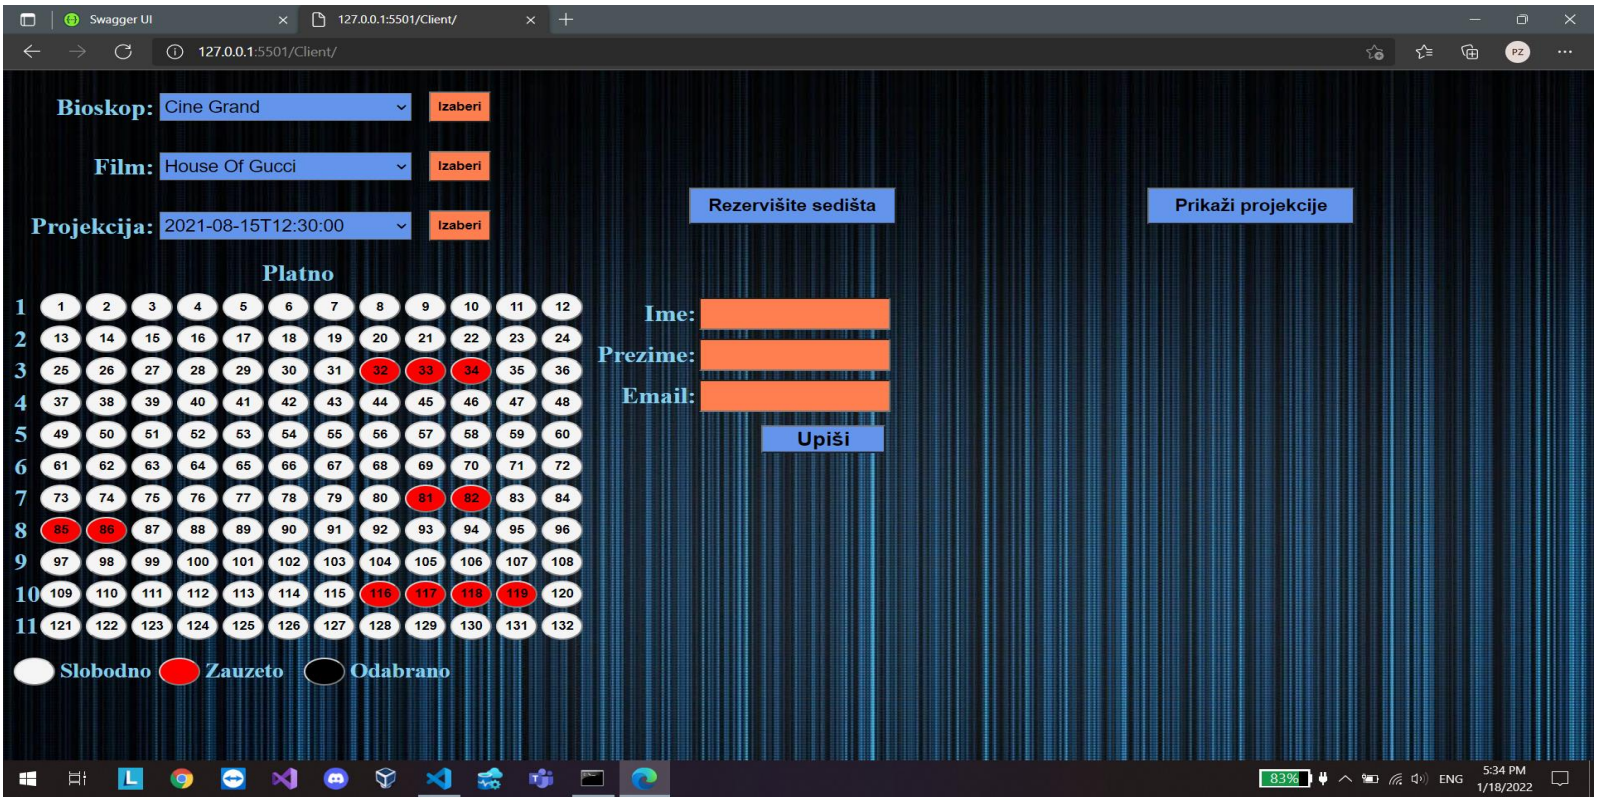 Swagger UI
127.0.0.1:5501/Client/
127.0.0.1:5501/Client/
PZ
Bioskop: Cine Grand Izaberi
Film: House Of Gucci Izaberi
Projekcija: 2021-08-15T12:30:00 Izaberi
Rezervišite sedišta
Prikaži projekcije
Platno
1 1 2 3 4 5 6 7 8 9 10 11 12
2 13 14 15 16 17 18 19 20 21 22 23 24
3 25 26 27 28 29 30 31 32 33 34 35 36
4 37 38 39 40 41 42 43 44 45 46 47 48
5 49 50 51 52 53 54 55 56 57 58 59 60
6 61 62 63 64 65 66 67 68 69 70 71 72
7 73 74 75 76 77 78 79 80 81 82 83 84
8 85 86 87 88 89 90 91 92 93 94 95 96
9 97 98 99 100 101 102 103 104 105 106 107 108
10 109 110 111 112 113 114 115 116 117 118 119 120
11 121 122 123 124 125 126 127 128 129 130 131 132
Slobodno Zauzeto Odabrano
Ime:
Prezime:
Email:
Upiši
L
83%
ENG
5:34 PM
1/18/2022